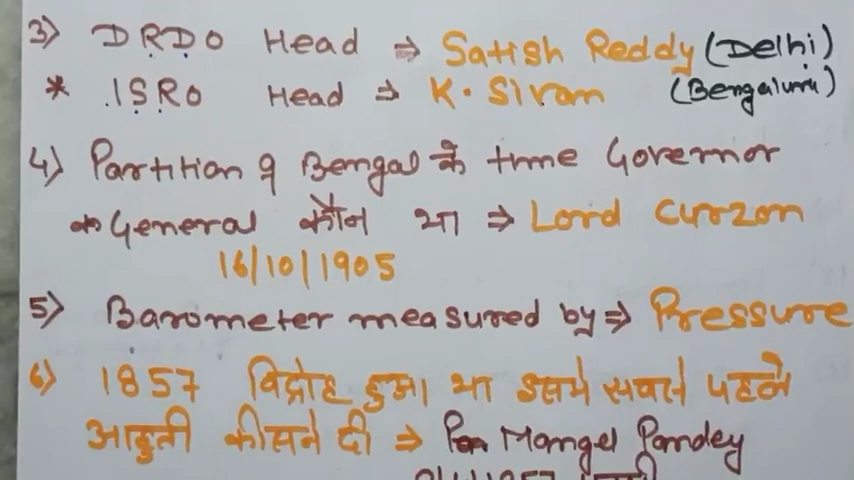 3) DRDO Head ⇒ Satish Reddy (Delhi)
* ISRO Head ⇒ K. Sivan (Bengaluru)
4) Partition of Bengal के time Governor
General कौन था ⇒ Lord Curzon
16/10/1905
5) Barometer measured by ⇒ Pressure
6) 1857 विद्रोह हुआ था इसमे सबसे पहले
आहुती कीसने दी ⇒ Mangel Pandey